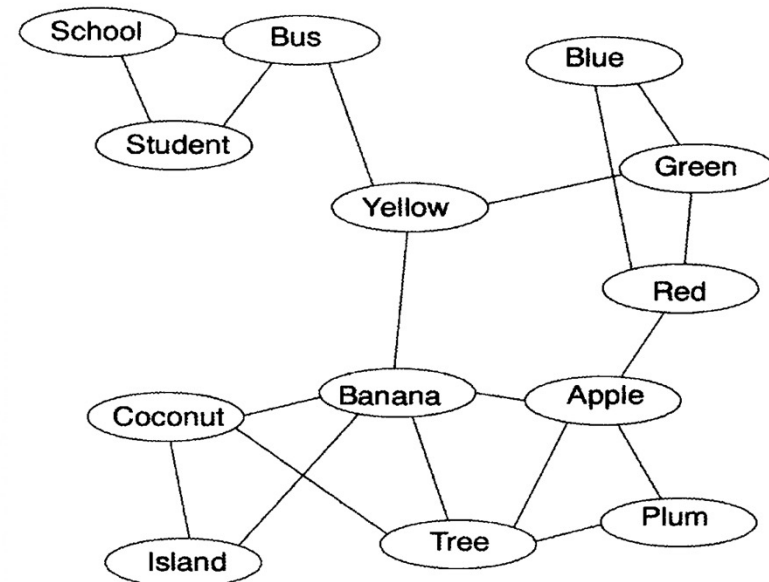 School
Bus
Blue
Student
Green
Yellow
Red
Banana
Apple
Coconut
Plum
Tree
Island